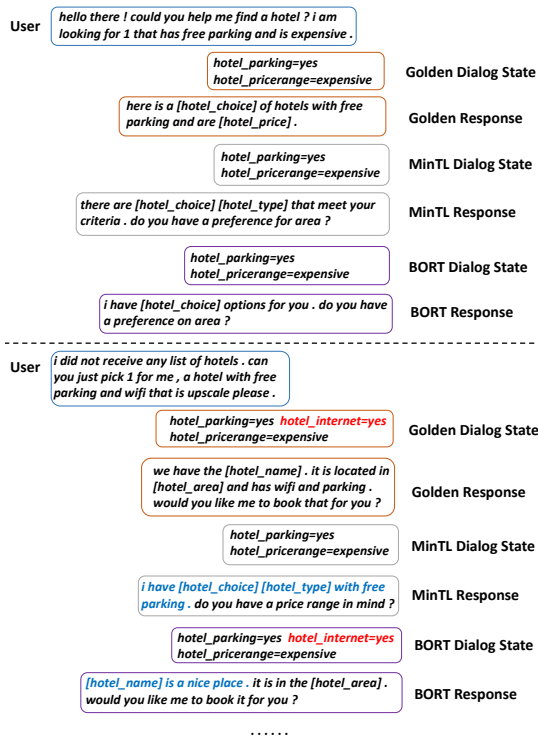 User
hello there ! could you help me find a hotel ? i am
looking for 1 that has free parking and is expensive .
hotel_parking=yes
hotel_pricerange=expensive
Golden Dialog State
here is a [hotel_choice] of hotels with free
parking and are [hotel_price] .
Golden Response
hotel_parking=yes
hotel_pricerange=expensive
MinTL Dialog State
there are [hotel_choice] [hotel_type] that meet your
criteria . do you have a preference for area ?
MinTL Response
hotel_parking=yes
hotel_pricerange=expensive
BORT Dialog State
i have [hotel_choice] options for you . do you have
a preference on area ?
BORT Response
User
i did not receive any list of hotels . can
you just pick 1 for me , a hotel with free
parking and wifi that is upscale please .
hotel_parking=yes hotel_internet=yes
hotel_pricerange=expensive
Golden Dialog State
we have the [hotel_name] . it is located in
[hotel_area] and has wifi and parking .
would you like me to book that for you ?
Golden Response
hotel_parking=yes
hotel_pricerange=expensive
MinTL Dialog State
i have [hotel_choice] [hotel_type] with free
parking . do you have a price range in mind ?
MinTL Response
hotel_parking=yes hotel_internet=yes
hotel_pricerange=expensive
BORT Dialog State
[hotel_name] is a nice place . it is in the [hotel_area] .
would you like me to book it for you ?
BORT Response
......